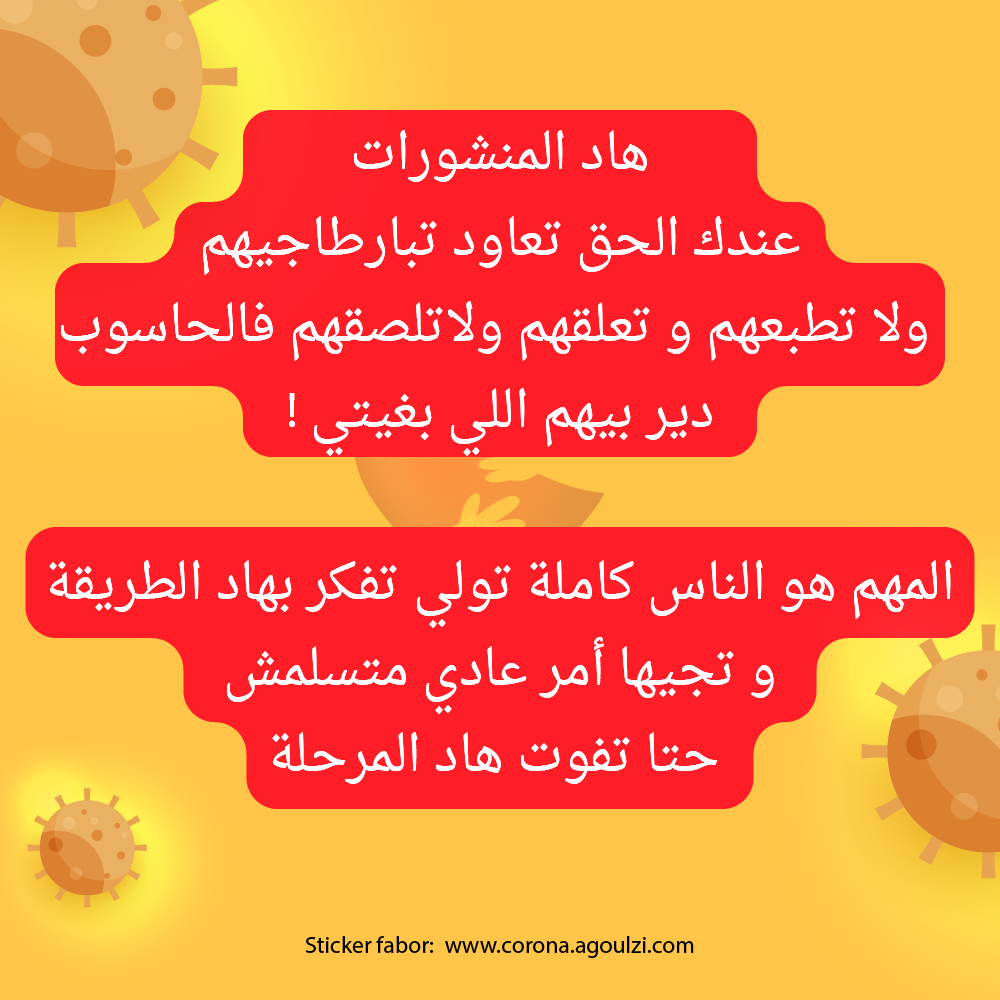 هاد المنشورات
عندك الحق تعاود تبارطاجيهم
ولا تطبعهم و تعلقهم ولاتلصقهم فالحاسوب
دير بيهم اللي بغيتي !
المهم هو الناس كاملة تولي تفكر بهاد الطريقة
و تجيها أمر عادي متسلمش
حتا تفوت هاد المرحلة
Sticker fabor: www.corona.agoulzi.com